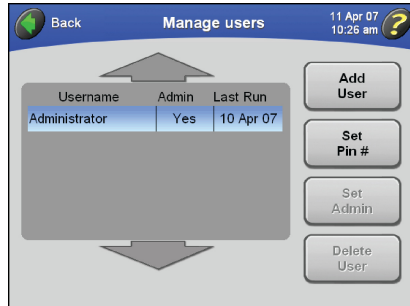 Back
Manage users
11 Apr 07
10:26 am
?
Username Admin Last Run
Administrator Yes 10 Apr 07
Add
User
Set
Pin #
Set
Admin
Delete
User